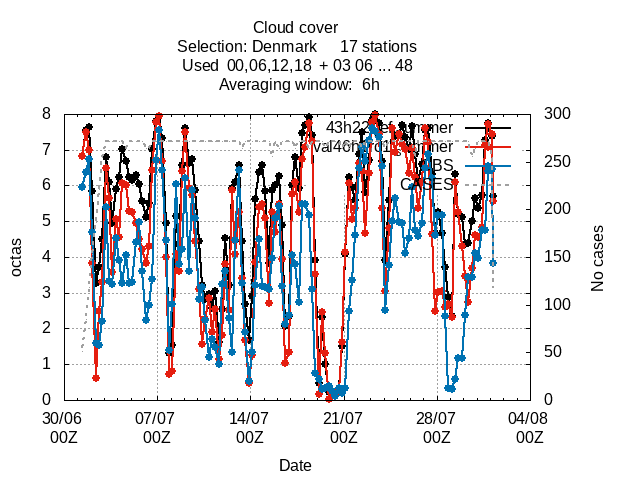 Cloud cover
Selection: Denmark 17 stations
Used 00,06,12,18 + 03 06 ... 48
Averaging window: 6h
8 7 6 5 4 3 2 1 0
octas
300 250 200 150 100 50 0
No cases
OBS
CASES
30/06 07/07 14/07 21/07 28/07 04/08
00Z 00Z 00Z 00Z 00Z 00Z
Date